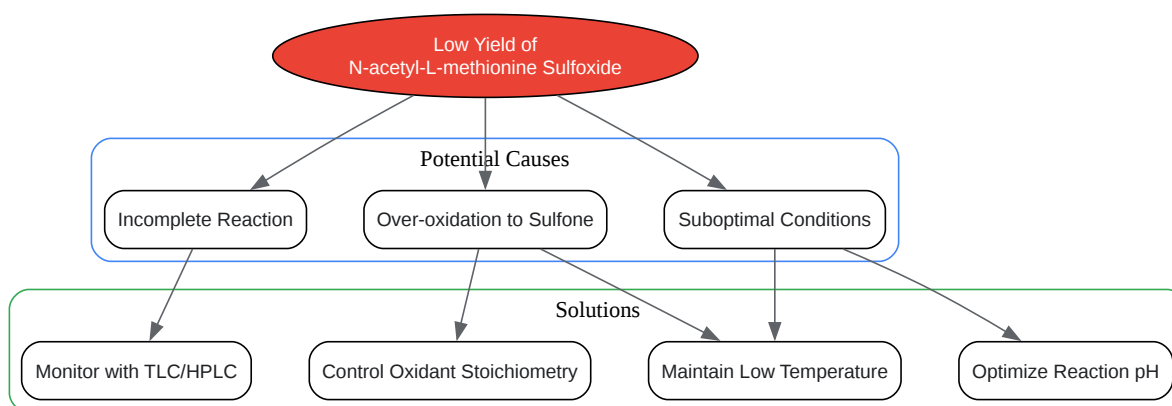 Low Yield of
N-acetyl-L-methionine Sulfoxide
Potential Causes
Incomplete Reaction
Over-oxidation to Sulfone
Suboptimal Conditions
Solutions
Monitor with TLC/HPLC
Control Oxidant Stoichiometry
Maintain Low Temperature
Optimize Reaction pH